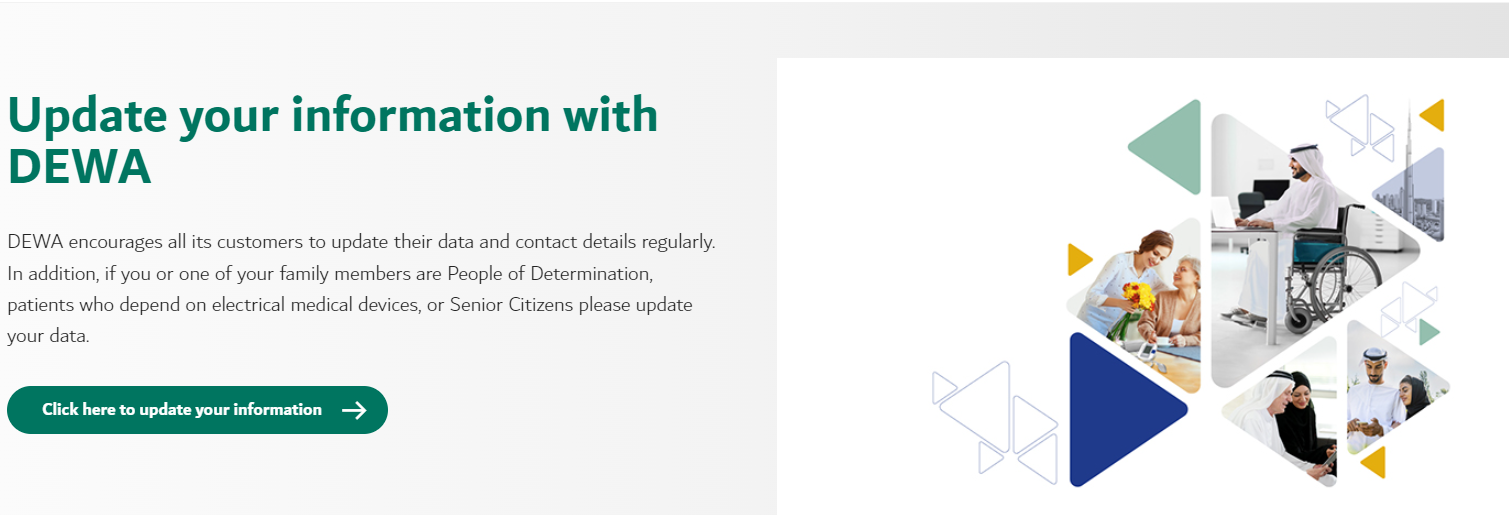 Update your information with
DEWA
DEWA encourages all its customers to update their data and contact details regularly.
In addition, if you or one of your family members are People of Determination,
patients who depend on electrical medical devices, or Senior Citizens please update
your data.
Click here to update your information